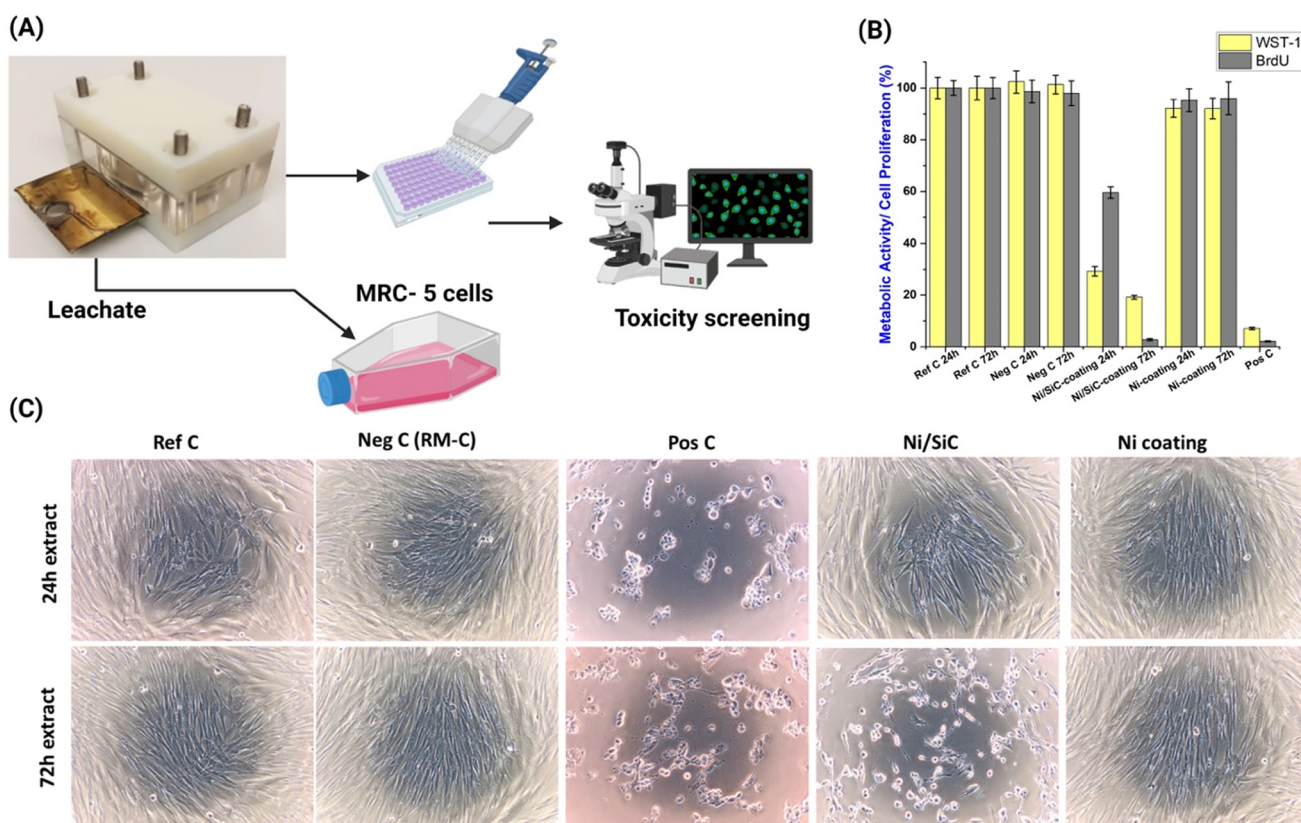 (A)
Leachate
MRC- 5 cells
Toxicity screening
(B)
WST-1
BrdU
Metabolic Activity/ Cell Proliferation (%)
100
80
60
40
20
0
Ref C 24h
Ref C 72h
Neg C 24h
Neg C 72h
Ni/SiC-coating 24h
Ni/SiC-coating 72h
Ni-coating 24h
Ni-coating 72h
Pos C
(C)
Ref C
Neg C (RM-C)
Pos C
Ni/SiC
Ni coating
24h extract
72h extract